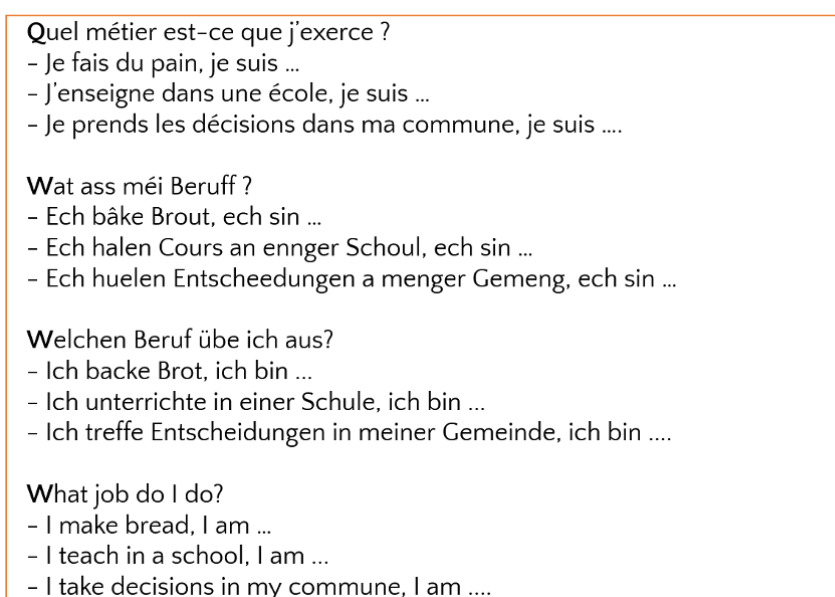 Quel métier est-ce que j'exerce ?
- Je fais du pain, je suis ...
- J'enseigne dans une école, je suis ...
- Je prends les décisions dans ma commune, je suis ....
Wat ass méi Beruff ?
- Ech bâke Brout, ech sin ...
- Ech halen Cours an ennger Schoul, ech sin ...
- Ech huelen Entscheedungen a menger Gemeng, ech sin ...
Welchen Beruf übe ich aus?
- Ich backe Brot, ich bin ...
- Ich unterrichte in einer Schule, ich bin ...
- Ich treffe Entscheidungen in meiner Gemeinde, ich bin ....
What job do I do?
- I make bread, I am ...
- I teach in a school, I am ...
- I take decisions in my commune, I am ....